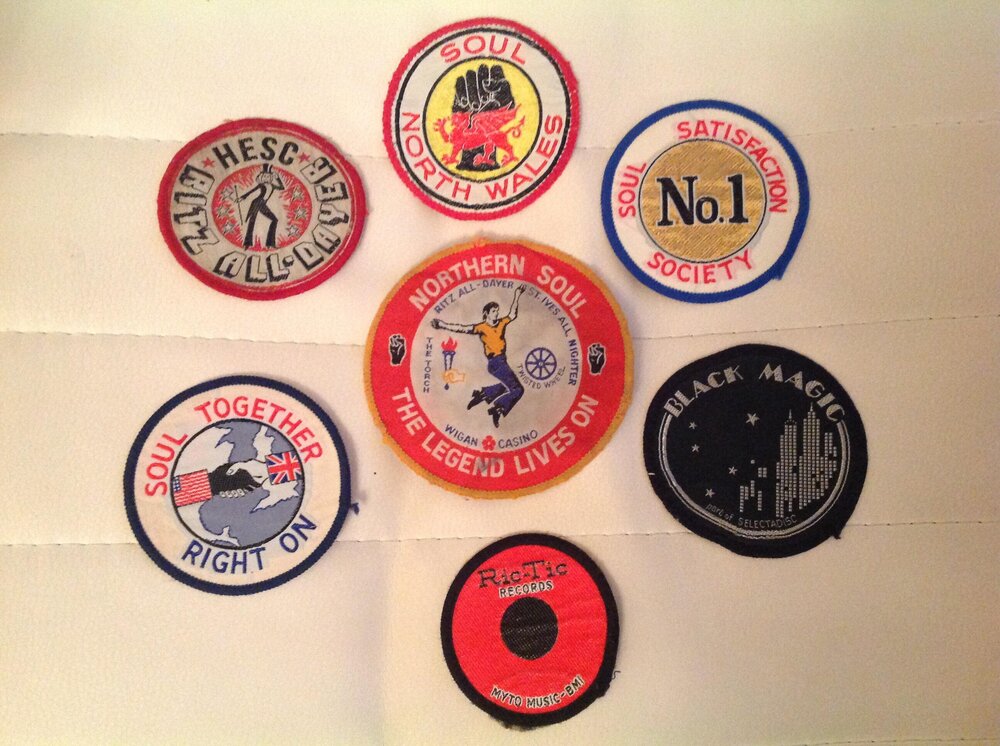 SOUL
NORTH WALES
HESC
RITZ ALL-DAYER
SOUL SATISFACTION
SOCIETY
No.1
NORTHERN SOUL
RITZ ALL-DAYER ST. IVES ALL NIGHTER
THE TORCH
TWISTED WHEEL
WIGAN CASINO
THE LEGEND LIVES ON
SOUL TOGETHER
RIGHT ON
BLACK MAGIC
part of SELECTADISC
Ric-Tic
RECORDS
MYTO MUSIC-BMI